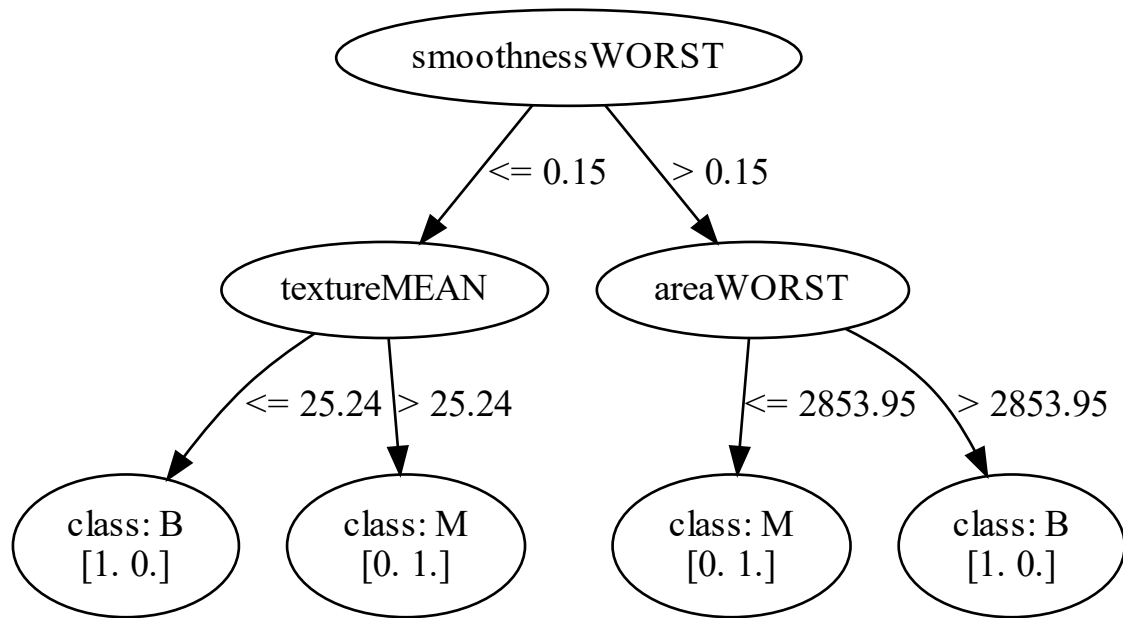 smoothnessWORST
<= 0.15
> 0.15
textureMEAN
areaWORST
<= 25.24
> 25.24
<= 2853.95
> 2853.95
class: B
[1. 0.]
class: M
[0. 1.]
class: M
[0. 1.]
class: B
[1. 0.]